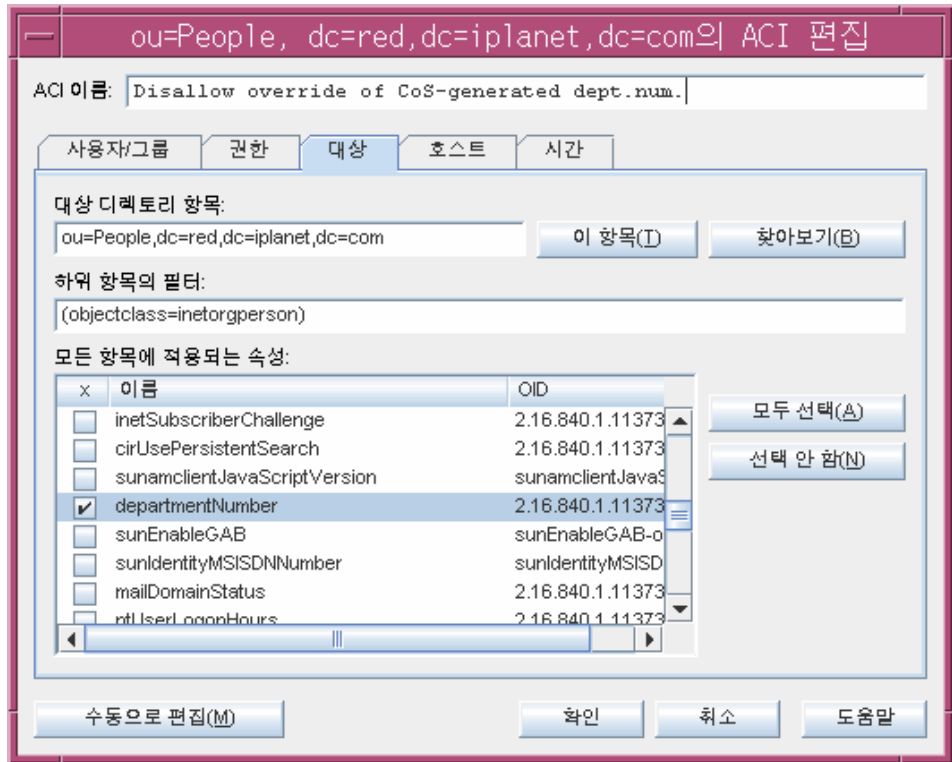 ou=People, dc=red,dc=iplanet,dc=com의 ACI 편집
ACI 이름: Disallow override of CoS-generated dept.num.
사용자/그룹 권한 대상 호스트 시간
대상 디렉토리 항목:
ou=People,dc=red,dc=iplanet,dc=com 이 항목(T) 찾아보기(B)
하위 항목의 필터:
(objectclass=inetorgperson)
모든 항목에 적용되는 속성:
x 이름 OID
inetSubscriberChallenge 2.16.840.1.11373
모두 선택(A)
cirUsePersistentSearch 2.16.840.1.11373
선택 안 함(N)
sunamclientJavaScriptVersion sunamclientJavaS
departmentNumber 2.16.840.1.11373
sunEnableGAB sunEnableGAB-o
sunIdentityMSISDNNumber sunIdentityMSISD
mailDomainStatus 2.16.840.1.11373
ntUserLogonHours 2.16.840.1.11373
수동으로 편집(M) 확인 취소 도움말